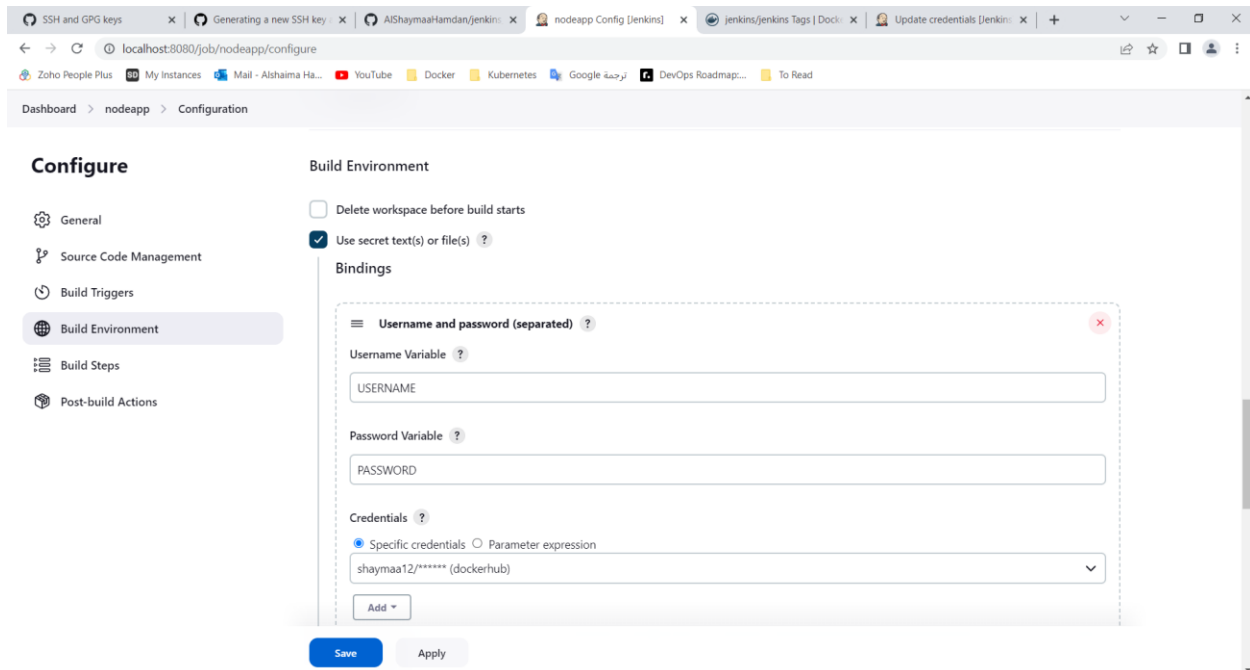 SSH and GPG keys
Generating a new SSH key
AlShaymaaHamdan/jenkins
nodeapp Config [Jenkins]
jenkins/jenkins Tags | Docke
Update credentials [Jenkins
localhost:8080/job/nodeapp/configure
Zoho People Plus
SD My Instances
Mail - Alshaima Ha...
YouTube
Docker
Kubernetes
Google ترجمة
DevOps Roadmap:...
To Read
Dashboard > nodeapp > Configuration
Configure
General
Source Code Management
Build Triggers
Build Environment
Build Steps
Post-build Actions
Build Environment
Delete workspace before build starts
Use secret text(s) or file(s) ?
Bindings
Username and password (separated) ?
Username Variable ?
USERNAME
Password Variable ?
PASSWORD
Credentials ?
Specific credentials Parameter expression
shaymaa12/****** (dockerhub)
Add
Save
Apply